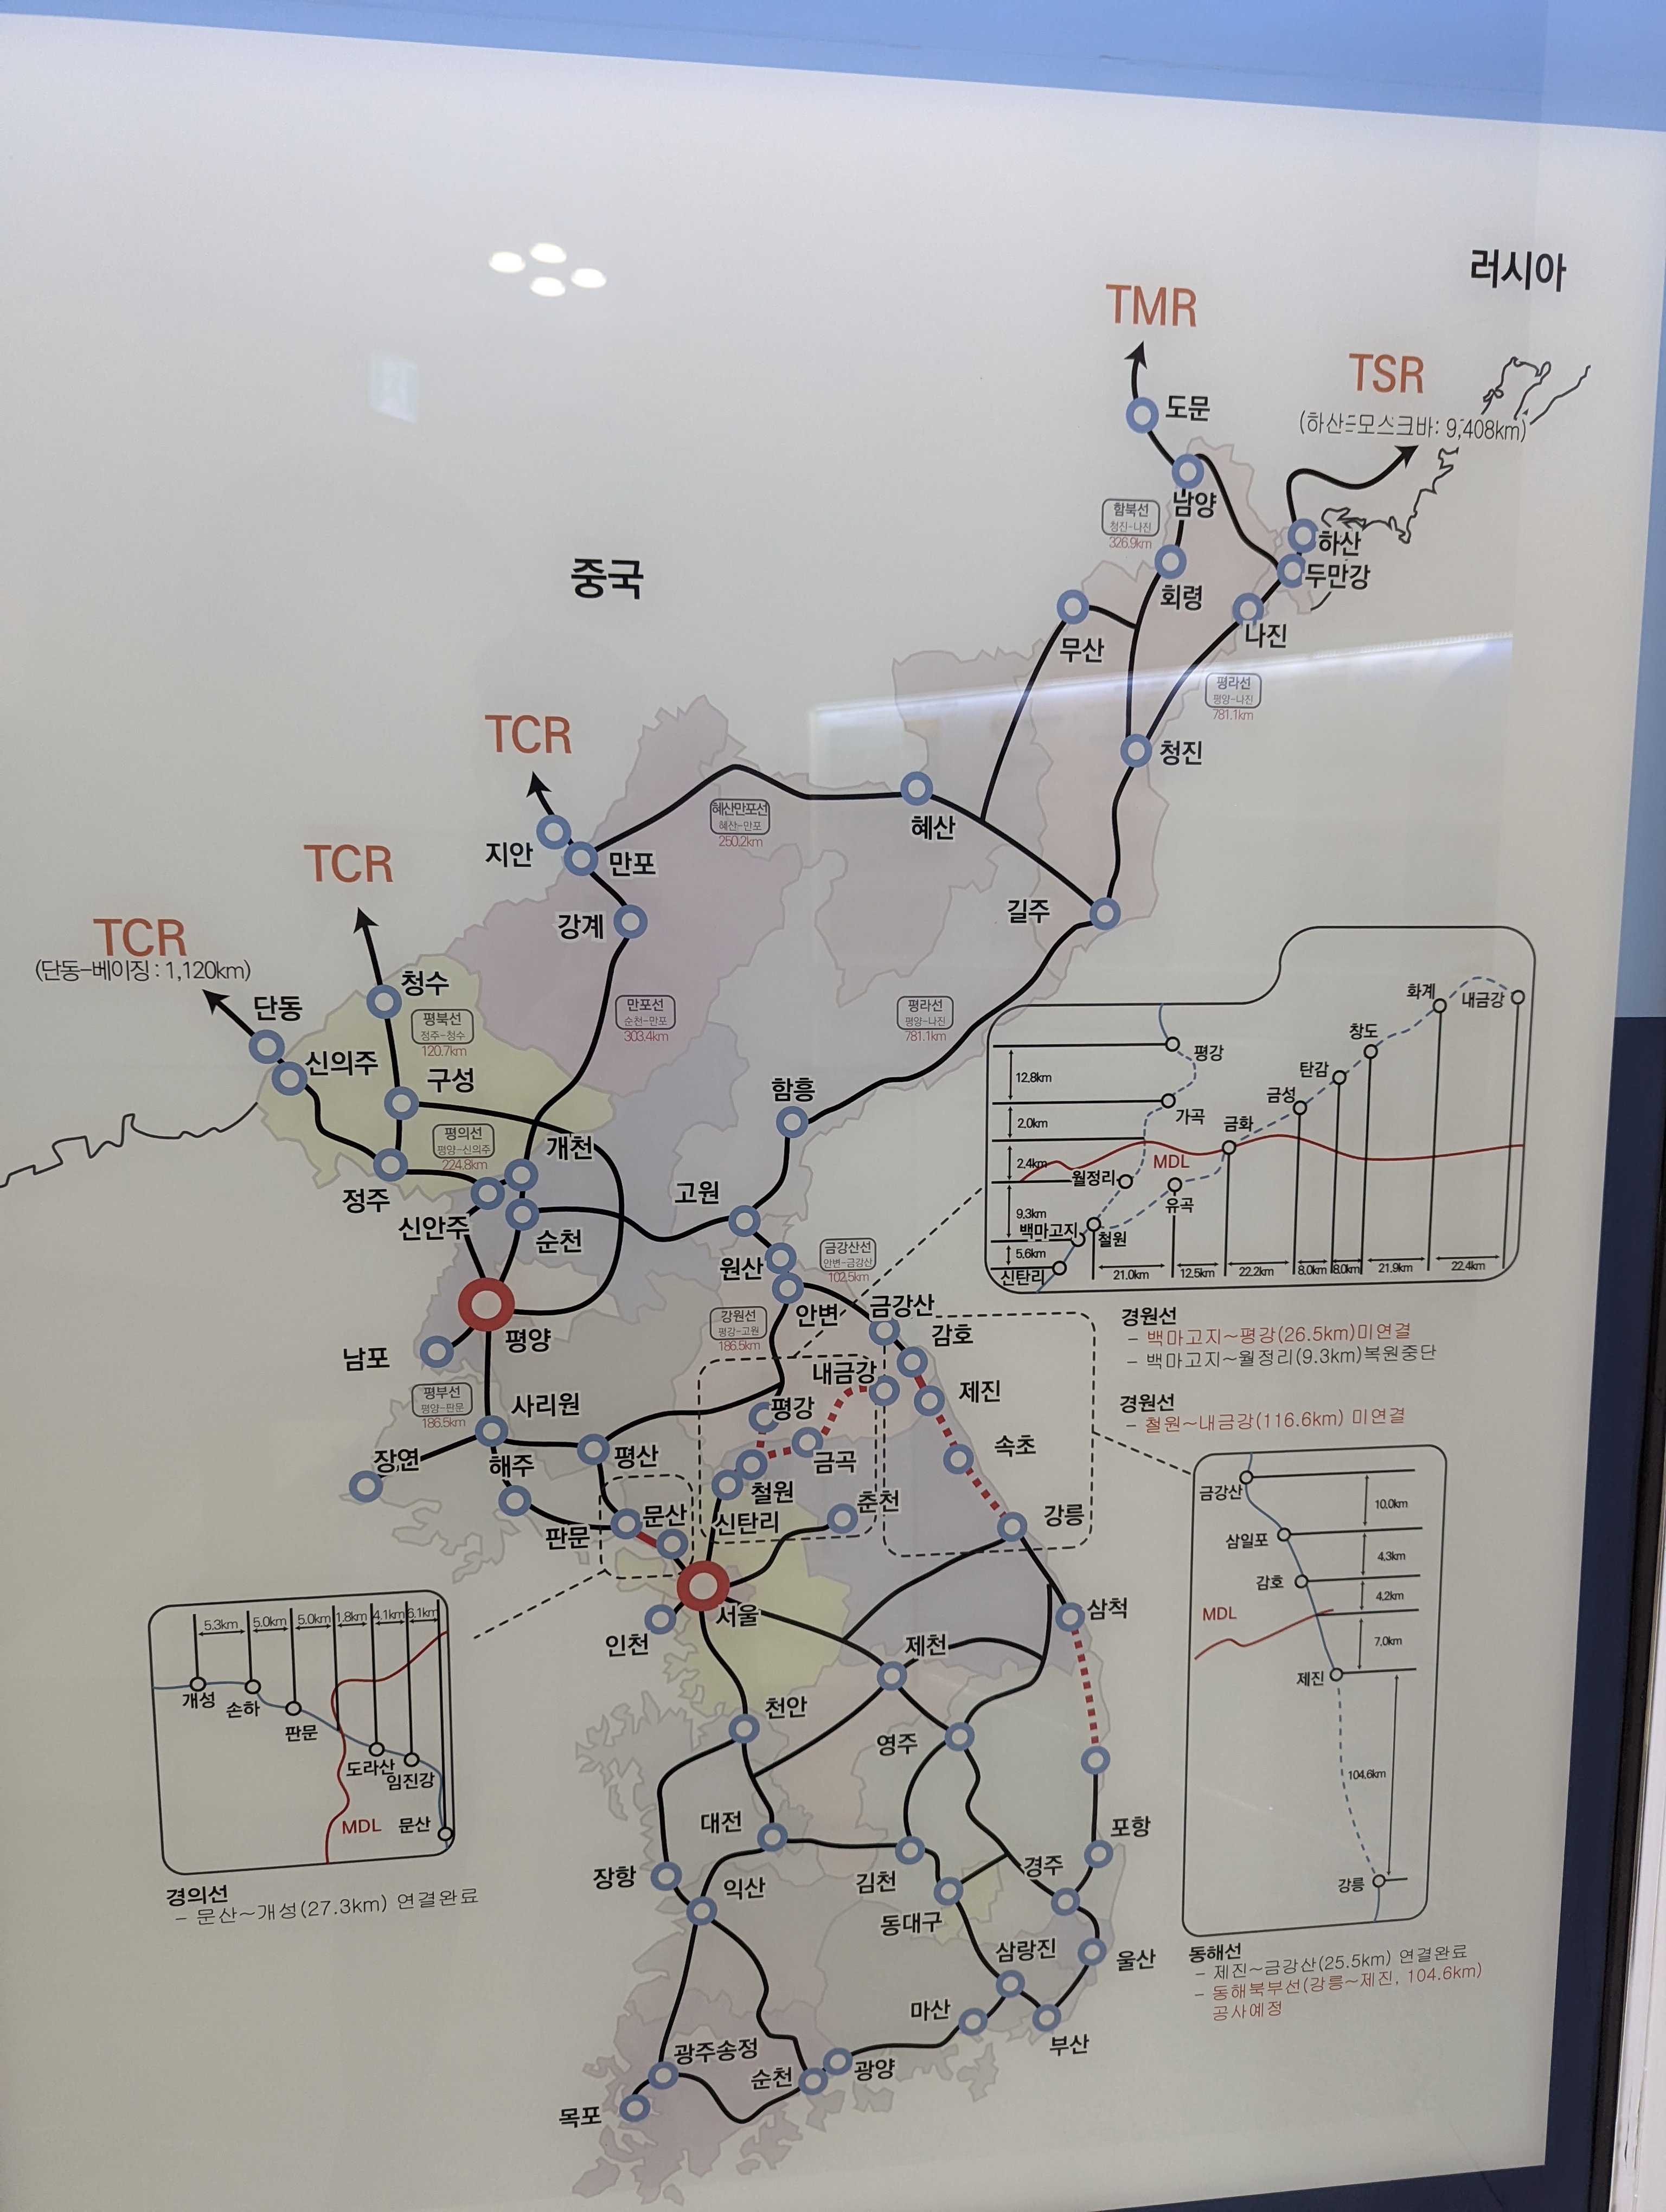 러시아
TMR
TSR
(하산=모스크바: 9,408km)
도문
남양
함북선
청진-나진
326.9km
하산
두만강
회령
나진
중국
무산
평라선
평양-나진
781.1km
TCR
청진
혜산
혜산만포선
혜산-만포
250.2km
지안
만포
TCR
강계
길주
TCR
(단동-베이징 : 1,120km)
청수
단동
만포선
순천-만포
303.4km
평라선
평양-나진
781.1km
평북선
정주-청수
120.7km
신의주
구성
함흥
평의선
평양-신의주
224.8km
개천
정주
신안주
순천
고원
원산
금강산선
안변-금강산
102.5km
안변
강원선
평강-고원
186.5km
금강산
감호
평양
남포
내금강
제진
평부선
평양-판문
186.5km
사리원
평강
속초
장연
해주
평산
금곡
철원
문산
신탄리
춘천
강릉
판문
서울
인천
삼척
제천
천안
영주
대전
포항
장항
익산
김천
경주
동대구
삼랑진
울산
마산
부산
광주송정
순천
광양
목포
화계
내금강
창도
평강
탄감
12.8km
금성
가곡
2.0km
금화
2.4km
MDL
월정리
유곡
9.3km
백마고지
철원
5.6km
신탄리
21.0km
12.5km
22.2km
8.0km
8.0km
21.9km
22.4km
경원선
- 백마고지~평강(26.5km)미연결
- 백마고지~월정리(9.3km)복원중단
경원선
- 철원~내금강(116.6km) 미연결
금강산
10.0km
삼일포
4.3km
감호
4.2km
MDL
7.0km
제진
104.6km
강릉
동해선
- 제진~금강산(25.5km) 연결완료
- 동해북부선(강릉~제진, 104.6km)
공사예정
5.3km
5.0km
5.0km
1.8km
4.1km
6.1km
개성
손하
판문
도라산
임진강
MDL
문산
경의선
- 문산~개성(27.3km) 연결완료